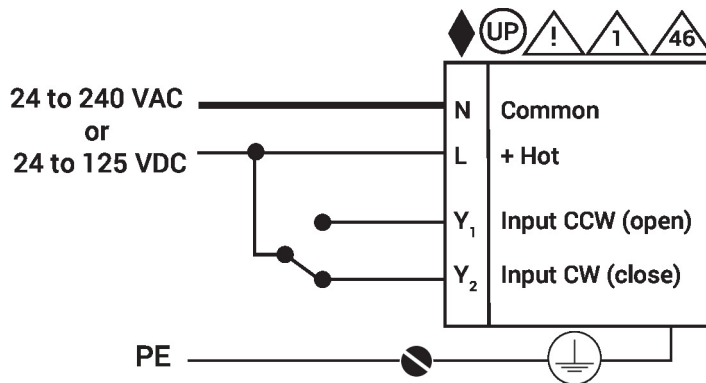 UP ! 1 46
24 to 240 VAC
or
24 to 125 VDC
N Common
L + Hot
Y₁ Input CCW (open)
Y₂ Input CW (close)
PE